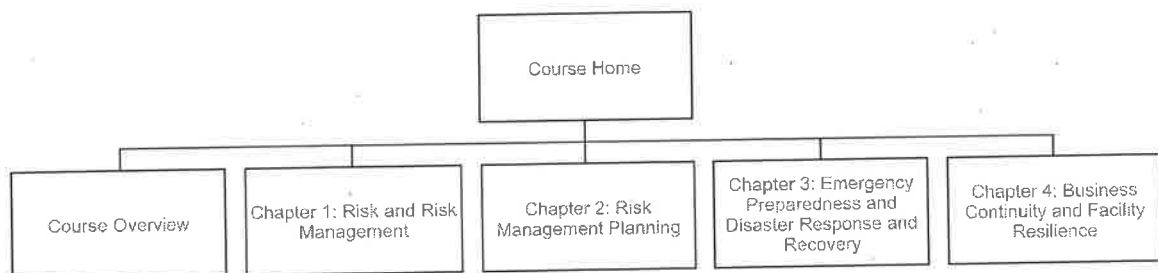 Course Home
Course Overview
Chapter 1: Risk and Risk
Management
Chapter 2: Risk
Management Planning
Chapter 3: Emergency
Preparedness and
Disaster Response and
Recovery
Chapter 4: Business
Continuity and Facility
Resilience